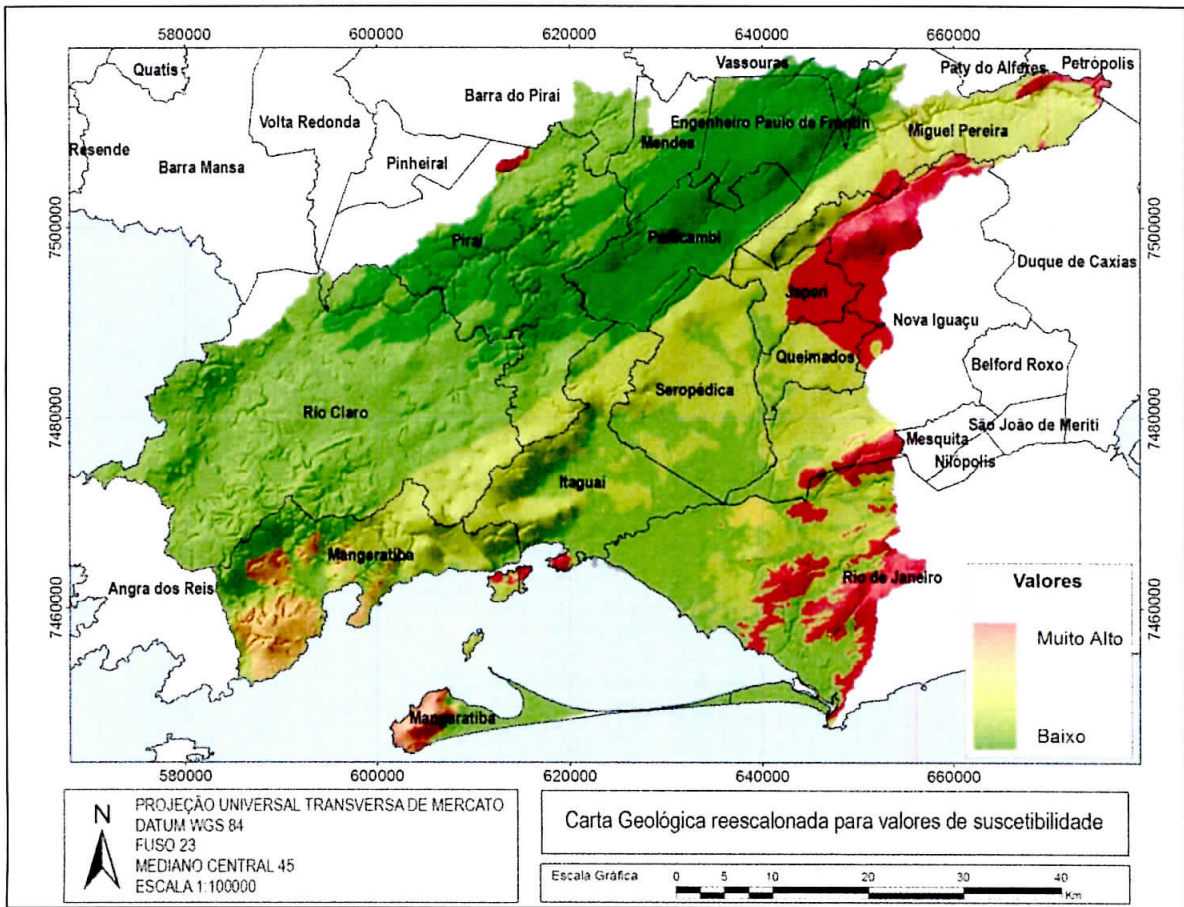 580000 600000 620000 640000 660000
Quatis
Vassouras
Paty do Alferes
Petrópolis
Barra do Pirai
Volta Redonda
Engenheiro Paulo de Frontin
Miguel Pereira
Mendes
Resende
Barra Mansa
Pinheiral
7500000
7500000
Piraí
Paracambi
Duque de Caxias
Japeri
Nova Iguaçu
Queimados
Belford Roxo
Seropédica
Rio Claro
7480000
7480000
São João de Meriti
Mesquita
Nilópolis
Itaguaí
Mangaratiba
Angra dos Reis
Rio de Janeiro
7460000
7460000
Valores
Muito Alto
Baixo
Mangaratiba
580000 600000 620000 640000 660000
N
PROJEÇÃO UNIVERSAL TRANSVERSA DE MERCATO
DATUM WGS 84
FUSO 23
MEDIANO CENTRAL 45
ESCALA 1:100000
Carta Geológica reescalonada para valores de suscetibilidade
Escala Gráfica
0 5 10 20 30 40
Km